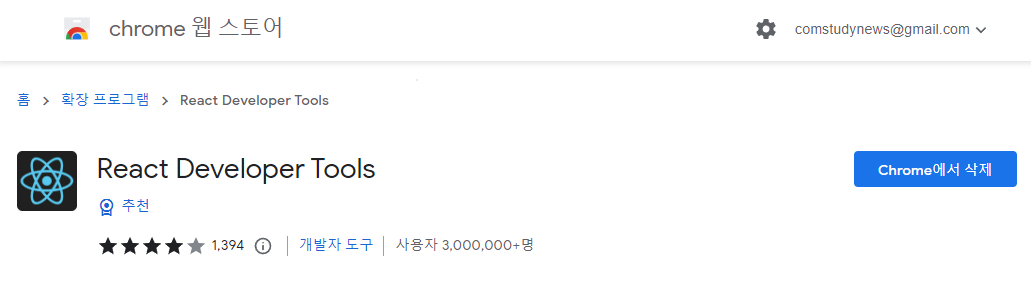 chrome 웹 스토어 comstudynews@gmail.com
홈 > 확장 프로그램 > React Developer Tools
React Developer Tools Chrome에서 삭제
추천
1,394 개발자 도구 사용자 3,000,000+명